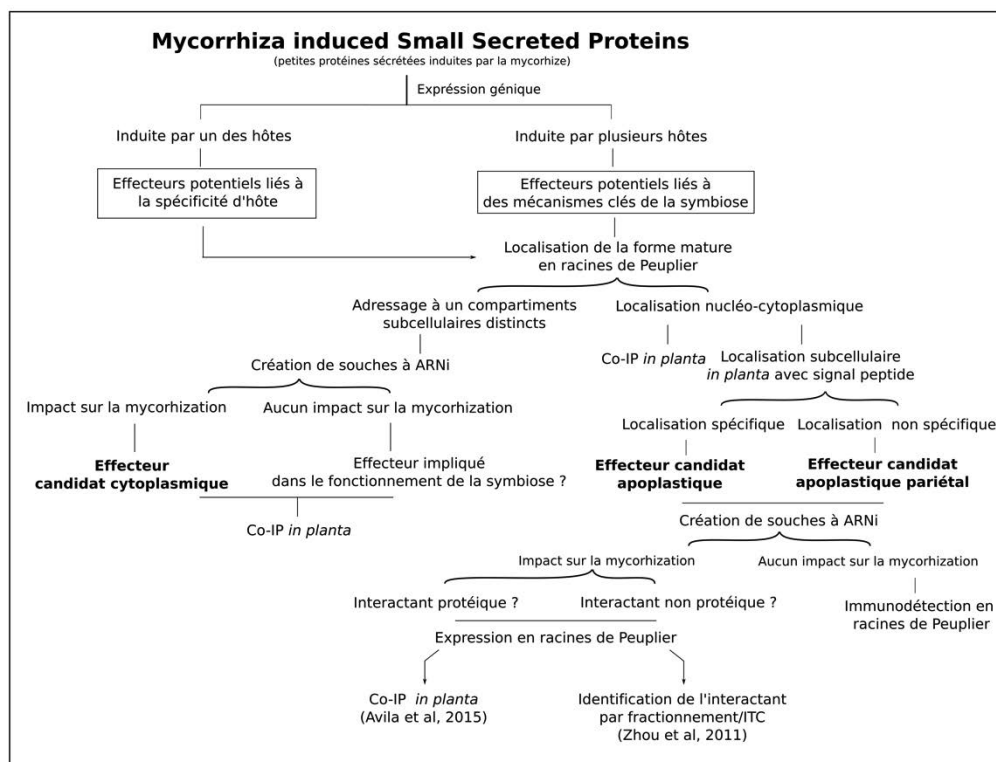 Mycorrhiza induced Small Secreted Proteins
(petites protéines sécrétées induites par la mycorhize)
Expréssion génique
Induite par un des hôtes
Induite par plusieurs hôtes
Effecteurs potentiels liés à
la spécificité d'hôte
Effecteurs potentiels liés à
des mécanismes clés de la symbiose
Localisation de la forme mature
en racines de Peuplier
Adressage à un compartiments
subcellulaires distincts
Localisation nucléo-cytoplasmique
Co-IP in planta
Localisation subcellulaire
in planta avec signal peptide
Création de souches à ARNi
Impact sur la mycorhization
Aucun impact sur la mycorhization
Localisation spécifique
Localisation non spécifique
Effecteur
candidat cytoplasmique
Effecteur impliqué
dans le fonctionnement de la symbiose ?
Effecteur candidat
apoplastique
Effecteur candidat
apoplastique pariétal
Co-IP in planta
Création de souches à ARNi
Impact sur la mycorhization
Aucun impact sur la mycorhization
Interactant protéique ?
Interactant non protéique ?
Immunodétection en
racines de Peuplier
Expression en racines de Peuplier
Co-IP in planta
(Avila et al, 2015)
Identification de l'interactant
par fractionnement/ITC
(Zhou et al, 2011)